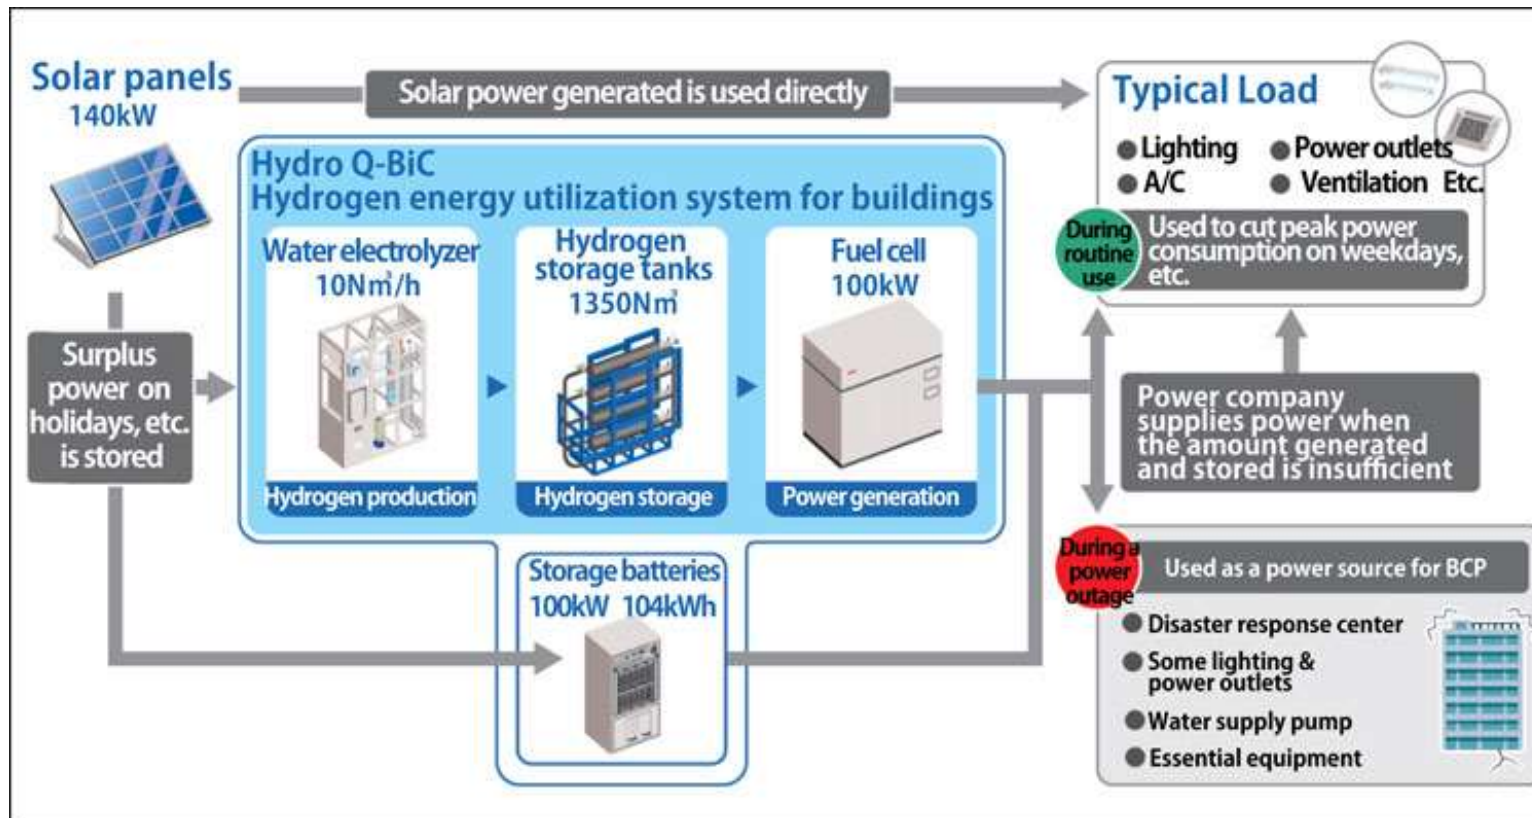 Solar panels
140kW
Solar power generated is used directly
Typical Load
Lighting
Power outlets
A/C
Ventilation Etc.
During
routine
use
Used to cut peak power
consumption on weekdays,
etc.
Hydro Q-BiC
Hydrogen energy utilization system for buildings
Water electrolyzer
10N㎥/h
Hydrogen production
Hydrogen
storage tanks
1350N㎥
Hydrogen storage
Fuel cell
100kW
Power generation
Surplus
power on
holidays, etc.
is stored
Power company
supplies power when
the amount generated
and stored is insufficient
Storage batteries
100kW 104kWh
During a
power
outage
Used as a power source for BCP
Disaster response center
Some lighting &
power outlets
Water supply pump
Essential equipment